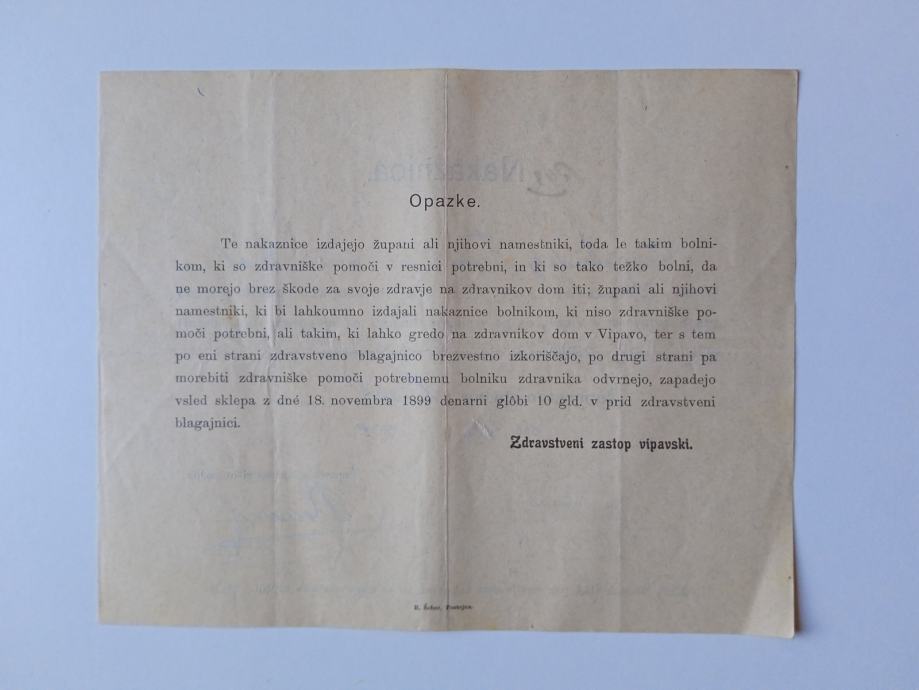 Nakaznica.
Opazke.
Te nakaznice izdajejo župani ali njihovi namestniki, toda le takim bolni-
kom, ki so zdravniške pomoči v resnici potrebni, in ki so tako težko bolni, da
ne morejo brez škode za svoje zdravje na zdravnikov dom iti; župani ali njihovi
namestniki, ki bi lahkoumno izdajali nakaznice bolnikom, ki niso zdravniške po-
moči potrebni, ali takim, ki lahko gredo na zdravnikov dom v Vipavo, ter s tem
po eni strani zdravstveno blagajnico brezvestno izkoriščajo, po drugi strani pa
morebiti zdravniške pomoči potrebnemu bolniku zdravnika odvrnejo, zapadejo
vsled sklepa z dné 18. novembra 1899 denarni glôbi 10 gld. v prid zdravstveni
blagajnici.
Zdravstveni zastop vipavski.
R. Šeber, Postojna.